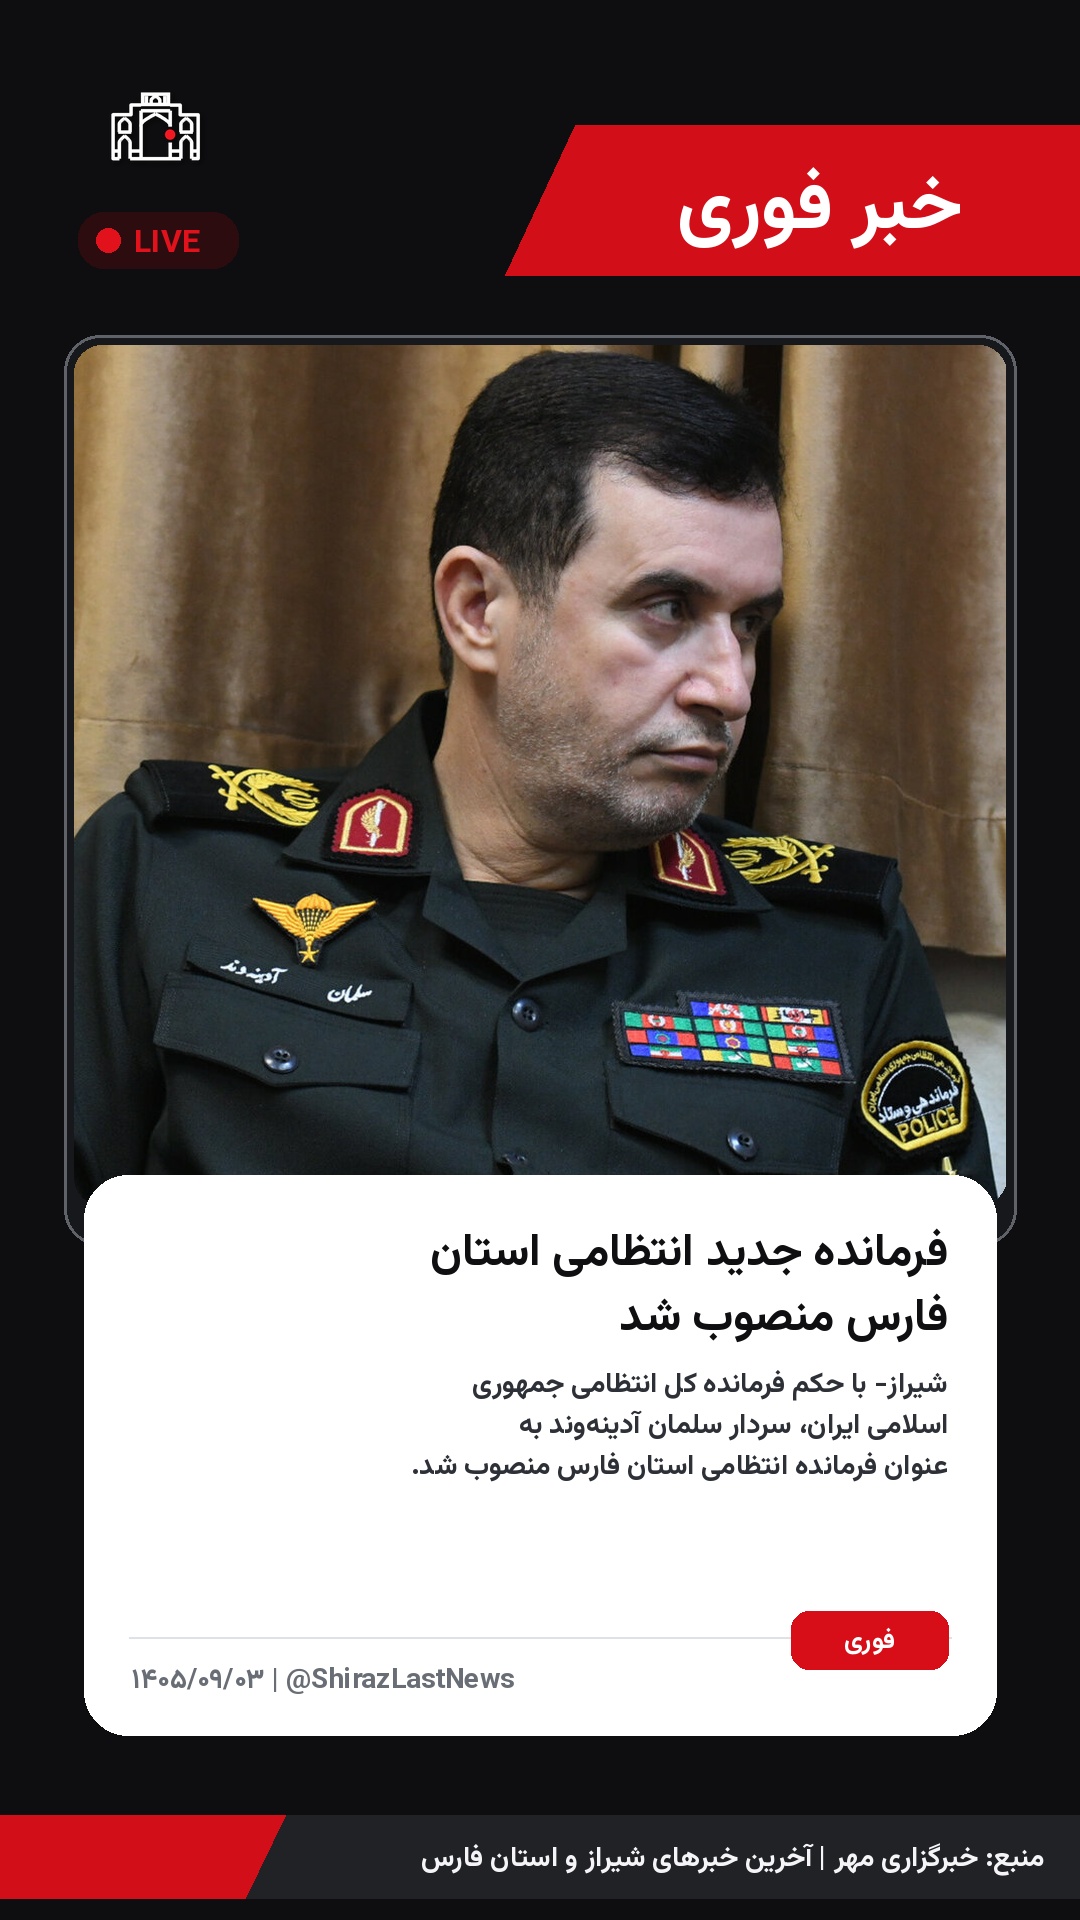 خبر فوری
LIVE
آدینه‌وند
سلمان
فرماندهی و ستاد
POLICE
فرمانده جدید انتظامی استان
فارس منصوب شد
شیراز- با حکم فرمانده کل انتظامی جمهوری
اسلامی ایران، سردار سلمان آدینه‌وند به
عنوان فرمانده انتظامی استان فارس منصوب شد.
فوری
۱۴۰۵/۰۹/۰۳ | @ShirazLastNews
منبع: خبرگزاری مهر | آخرین خبرهای شیراز و استان فارس